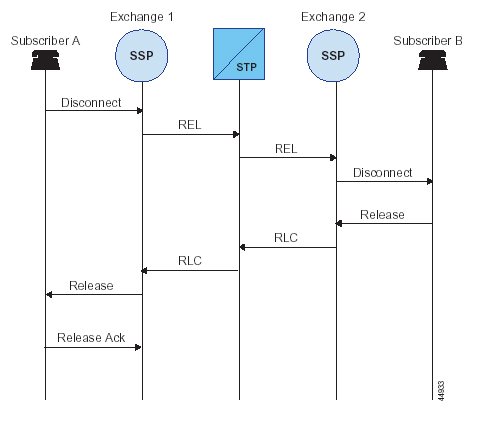 Exchange 1
Exchange 2
Subscriber A
Subscriber B
SSP
STP
SSP
Disconnect
REL
REL
Disconnect
Release
RLC
RLC
Release
Release Ack
44933